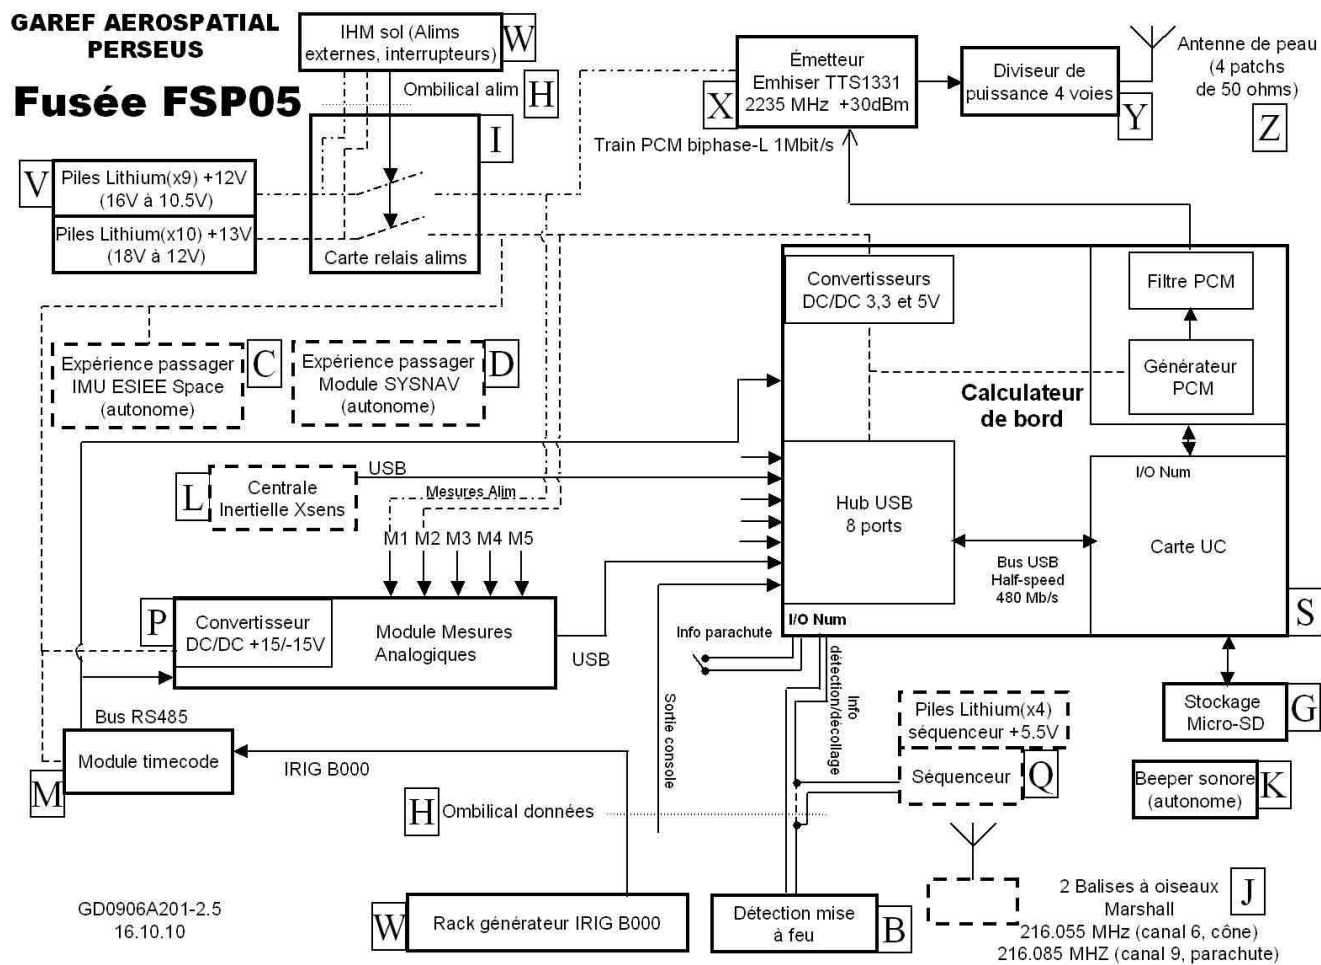 GAREF AEROSPATIAL
PERSEUS
Fusée FSP05
IHM sol (Alims
externes, interrupteurs)
W
Ombilical alim
H
I
Carte relais alims
V
Piles Lithium(x9) +12V
(16V à 10.5V)
Piles Lithium(x10) +13V
(18V à 12V)
Émetteur
Emhiser TTS1331
2235 MHz +30dBm
X
Diviseur de
puissance 4 voies
Y
Antenne de peau
(4 patchs
de 50 ohms)
Z
Train PCM biphase-L 1Mbit/s
Convertisseurs
DC/DC 3,3 et 5V
Filtre PCM
Générateur
PCM
Calculateur
de bord
Expérience passager
IMU ESIEE Space
(autonome)
C
Expérience passager
Module SYSNAV
(autonome)
D
USB
L
Centrale
Inertielle Xsens
Mesures Alim
M1 M2 M3 M4 M5
Hub USB
8 ports
I/O Num
Carte UC
Bus USB
Half-speed
480 Mb/s
I/O Num
S
P
Convertisseur
DC/DC +15/-15V
Module Mesures
Analogiques
USB
Info parachute
Sortie console
Info
détection/décollage
Bus RS485
Module timecode
M
IRIG B000
Piles Lithium(x4)
séquenceur +5.5V
Séquenceur
Q
Stockage
Micro-SD
G
Beeper sonore
(autonome)
K
H
Ombilical données
GD0906A201-2.5
16.10.10
W
Rack générateur IRIG B000
Détection mise
à feu
B
2 Balises à oiseaux
Marshall
216.055 MHz (canal 6, cône)
216.085 MHZ (canal 9, parachute)
J